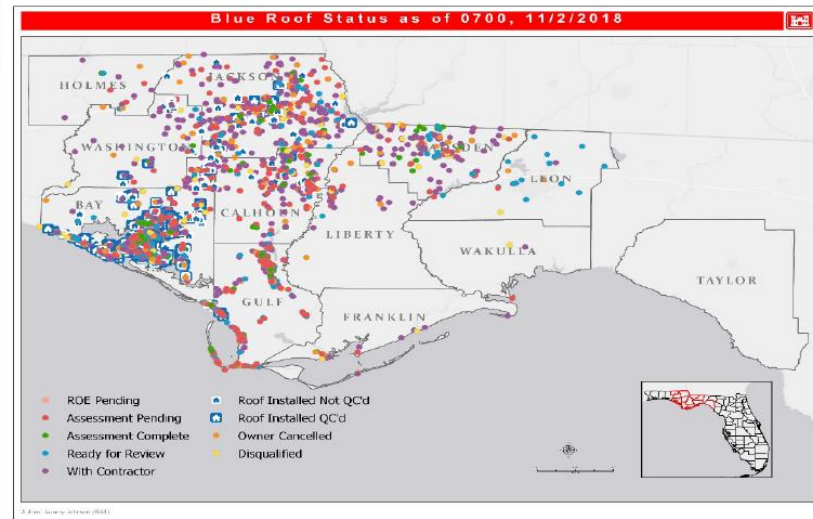 Blue Roof Status as of 0700, 11/2/2018
HOLMES
JACKSON
WASHINGTON
GADSDEN
LEON
BAY
CALHOUN
LIBERTY
WAKULLA
TAYLOR
GULF
FRANKLIN
ROE Pending
Assessment Pending
Assessment Complete
Ready for Review
With Contractor
Roof Installed Not QC'd
Roof Installed QC'd
Owner Cancelled
Disqualified